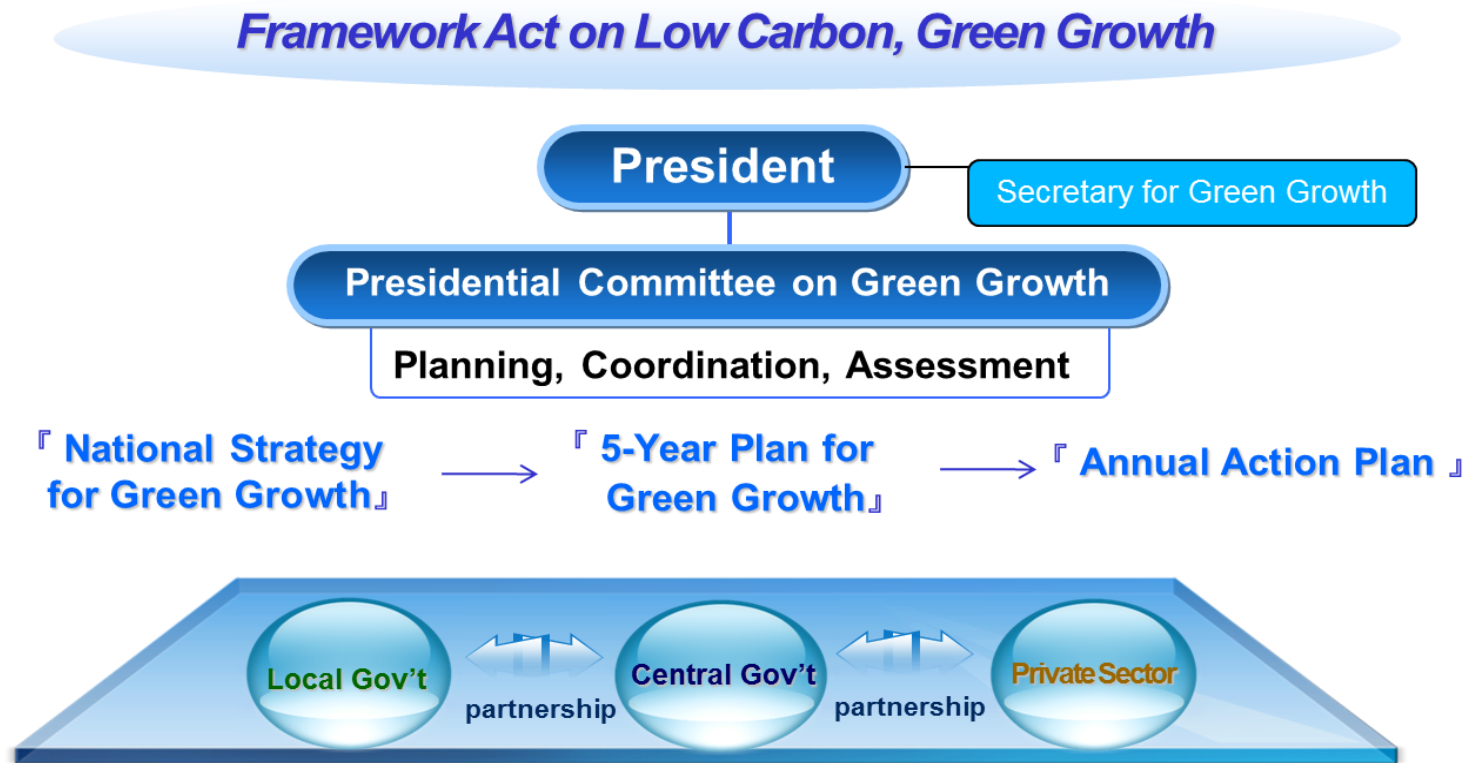 Framework Act on Low Carbon, Green Growth
President
Secretary for Green Growth
Presidential Committee on Green Growth
Planning, Coordination, Assessment
『 National Strategy
for Green Growth』
『 5-Year Plan for
Green Growth』
『 Annual Action Plan 』
Local Gov't
partnership
Central Gov't
partnership
Private Sector